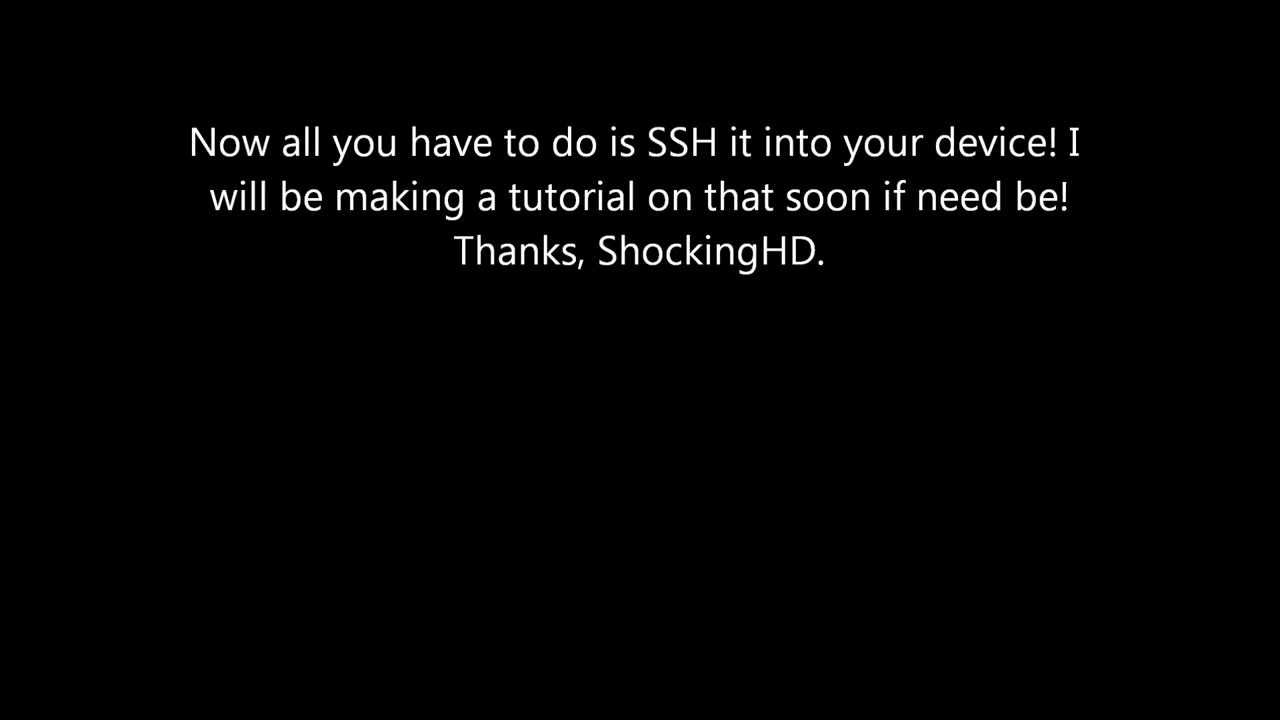 Now all you have to do is SSH it into your device! I
will be making a tutorial on that soon if need be!
Thanks, ShockingHD.